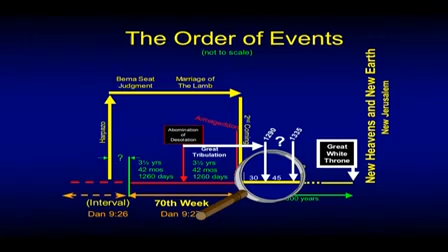 The Order of Events
(not to scale)
Bema Seat
Judgment
Marriage of
The Lamb
Harpazo
?
3½ yrs
42 mos
1260 days
Abomination
of Desolation
Armageddon
Great
Tribulation
3½ yrs
42 mos
1260 days
2nd Coming
1290
?
1335
30
45
Great
White
Throne
New Heavens and New Earth
New Jerusalem
(Interval)
Dan 9:26
70th Week
Dan 9:27
years